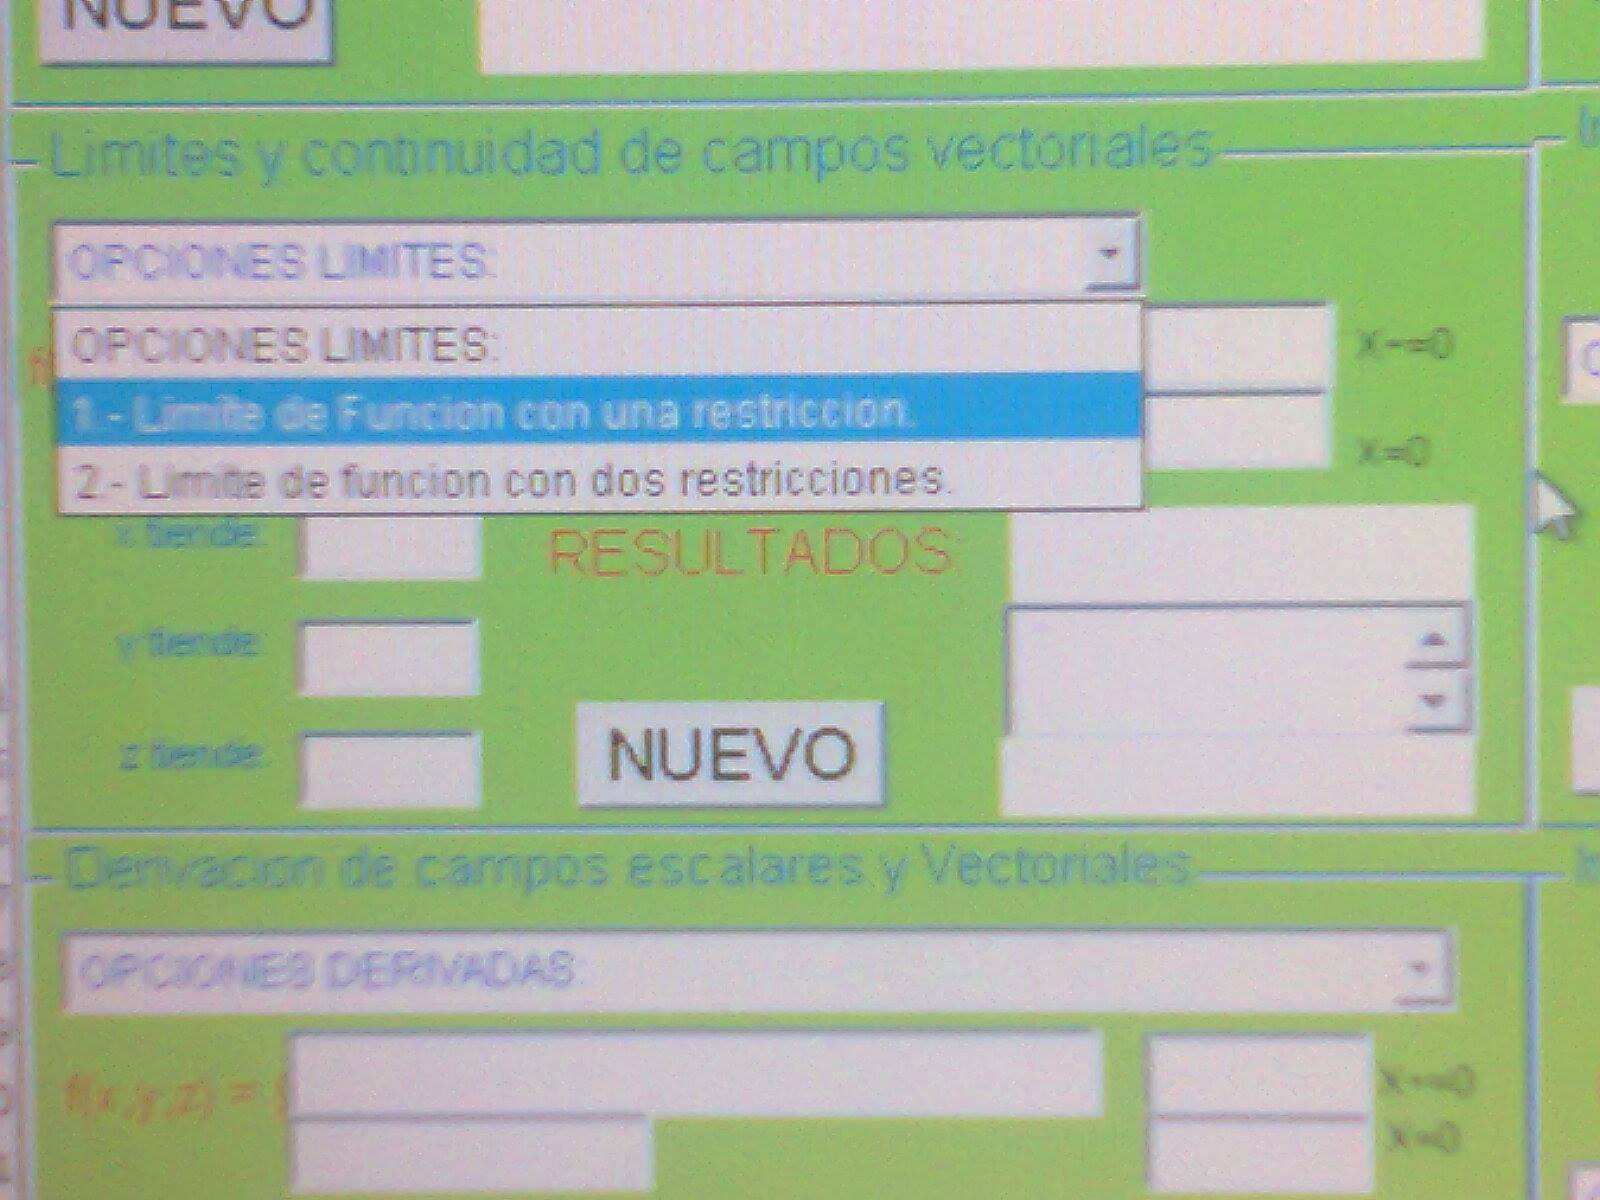 NUEVO
Limites y continuidad de campos vectoriales
OPCIONES LIMITES:
OPCIONES LIMITES:
1.- Limite de Funcion con una restriccion.
2.- Limite de funcion con dos restricciones.
x~=0
x=0
x tiende:
RESULTADOS:
y tiende:
z tiende:
NUEVO
Derivacion de campos escalares y Vectoriales
OPCIONES DERIVADAS:
f(x,y,z) =
x~=0
x=0